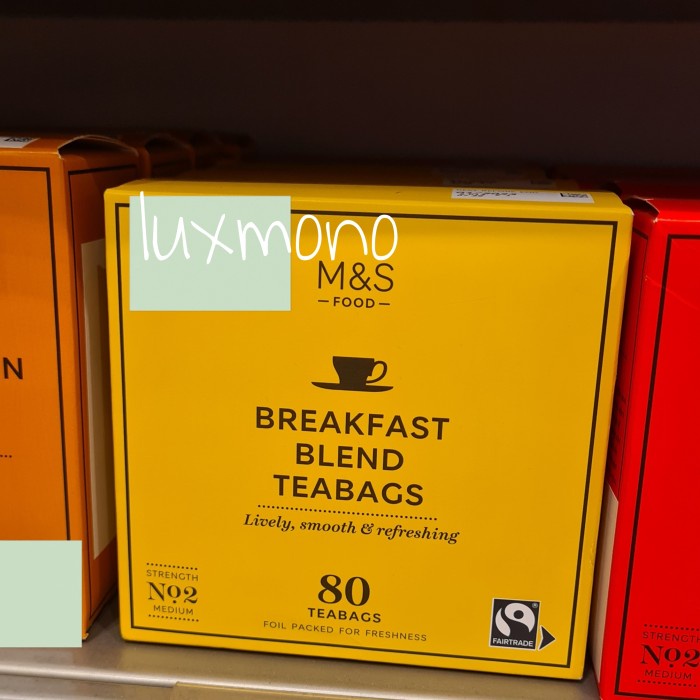 luxmono
M&S
—FOOD—
BREAKFAST
BLEND
TEABAGS
Lively, smooth & refreshing
STRENGTH
No2
MEDIUM
80
TEABAGS
FOIL PACKED FOR FRESHNESS
FAIRTRADE
®
N
STRENGTH
No2
MEDIUM